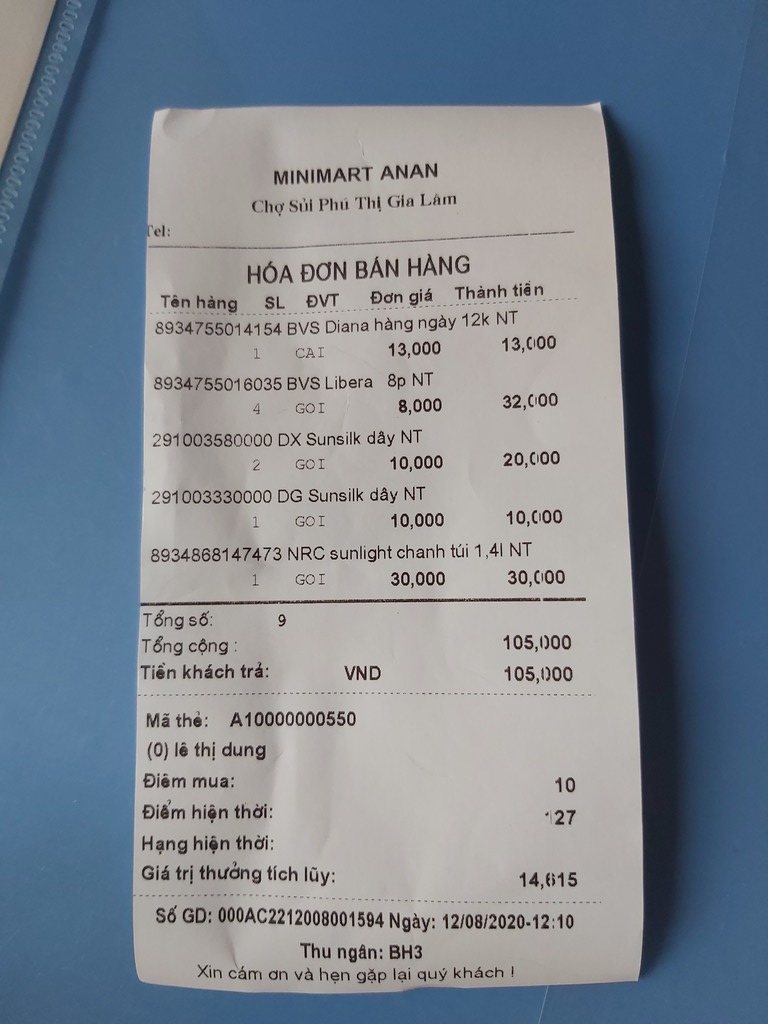 MINIMART ANAN
Chợ Sủi Phú Thị Gia Lâm
Tel:
HÓA ĐƠN BÁN HÀNG
Tên hàng SL ĐVT Đơn giá Thành tiền
8934755014154 BVS Diana hàng ngày 12k NT
1 CAI 13,000 13,000
8934755016035 BVS Libera 8p NT
4 GOI 8,000 32,000
291003580000 DX Sunsilk dây NT
2 GOI 10,000 20,000
291003330000 DG Sunsilk dây NT
1 GOI 10,000 10,000
8934868147473 NRC sunlight chanh túi 1,4l NT
1 GOI 30,000 30,000
Tổng số: 9
Tổng cộng : 105,000
Tiền khách trả: VND 105,000
Mã thẻ: A10000000550
(0) lê thị dung
Điểm mua: 10
Điểm hiện thời: 127
Hạng hiện thời:
Giá trị thưởng tích lũy: 14,615
Số GD: 000AC2212008001594 Ngày: 12/08/2020-12:10
Thu ngân: BH3
Xin cám ơn và hẹn gặp lại quý khách !